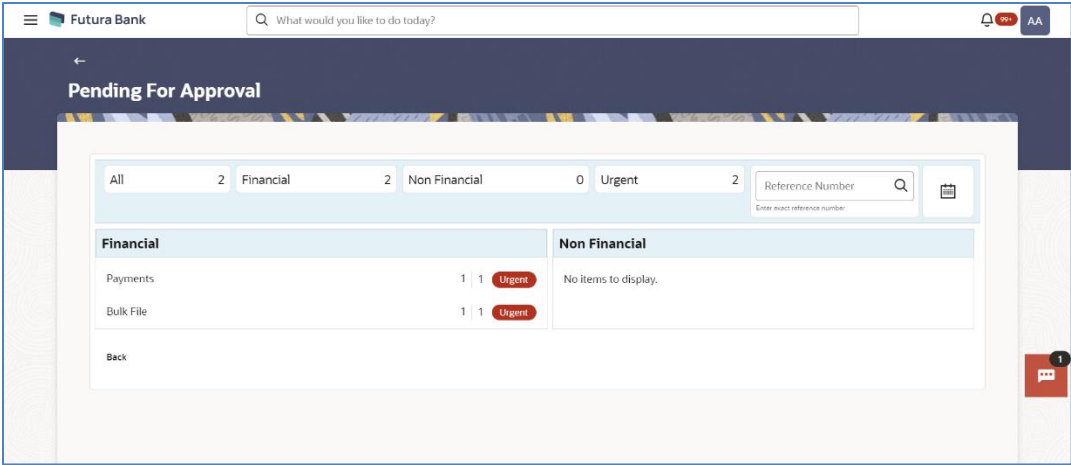 Futura Bank What would you like to do today? 99+ AA
Pending For Approval
All 2 Financial 2 Non Financial 0 Urgent 2 Reference Number
Enter exact reference number
Financial Non Financial
Payments 1 1 Urgent No items to display.
Bulk File 1 1 Urgent
Back
1